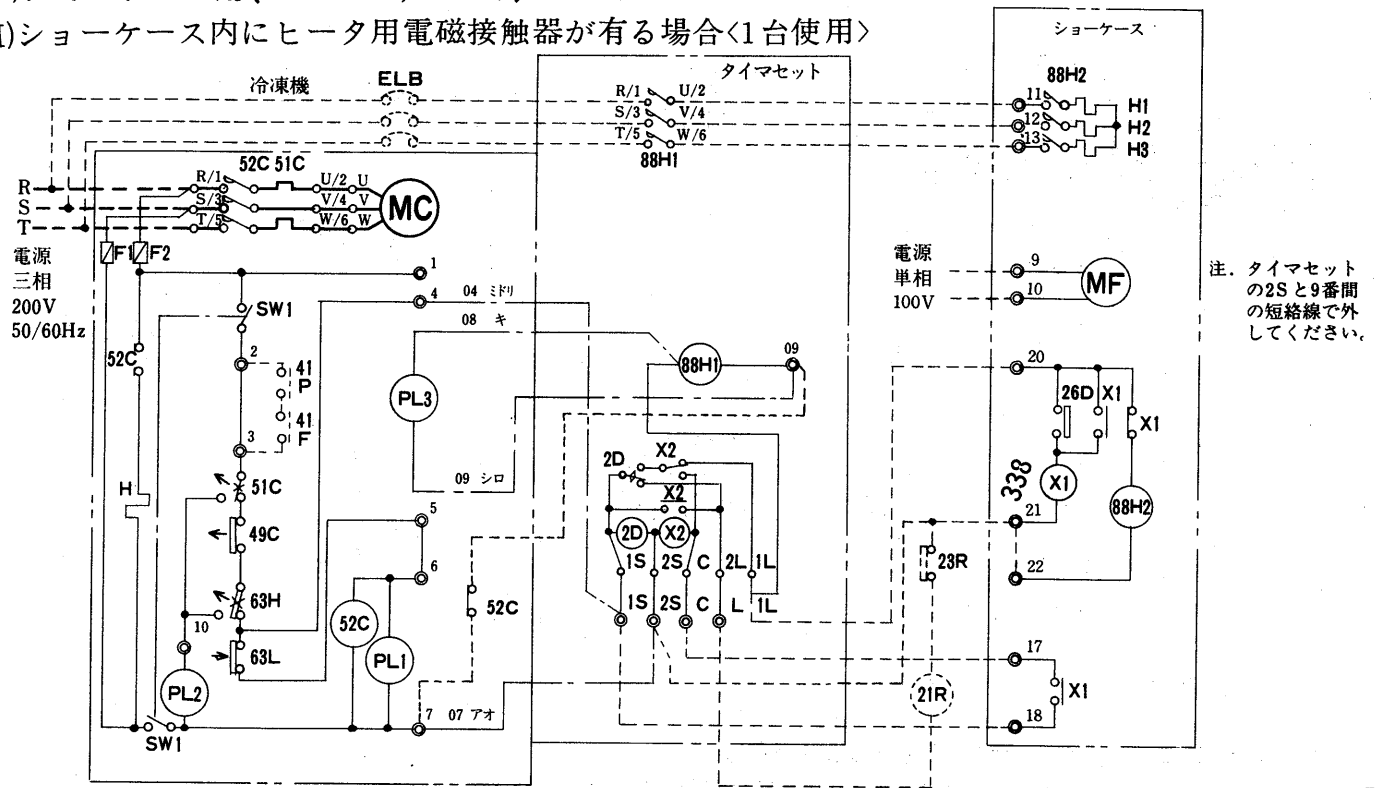 I)ショーケース内にヒータ用電磁接触器が有る場合〈1台使用〉
ショーケース
タイマセット
冷凍機
ELB
88H2
R/1 U/2
S/3 V/4
T/5 W/6
88H1
11
12
13
H1
H2
H3
52C 51C
R
S
T
R/1 U/2 U
S/3 V/4 V
T/5 W/6 W
MC
電源
三相
200V
50/60Hz
F1
F2
1
4
04 ミドリ
08 キ
SW1
52C
2
41
P
41
F
3
PL3
88H1
09
電源
単相
100V
9
10
MF
注. タイマセット
の2Sと9番間
の短絡線で外
してください。
20
26D
X1
X1
09 シロ
H
51C
49C
63H
10
63L
5
6
52C
PL1
PL2
52C
2D
X2
X2
2D
X2
1S
2S
C
2L
1L
1S
2S
C
L
1L
338
X1
88H2
21
22
23R
21R
17
18
X1
7
07 アオ
SW1